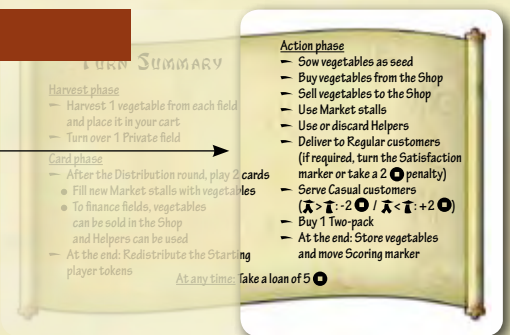 Turn Summary
Harvest phase
Harvest 1 vegetable from each field
and place it in your cart
Turn over 1 Private field
Card phase
After the Distribution round, play 2 cards
Fill new Market stalls with vegetables
To finance fields, vegetables
can be sold in the Shop
and Helpers can be used
At the end: Redistribute the Starting
player tokens
Action phase
Sow vegetables as seed
Buy vegetables from the Shop
Sell vegetables to the Shop
Use Market stalls
Use or discard Helpers
Deliver to Regular customers
(if required, turn the Satisfaction
marker or take a 2 penalty)
Serve Casual customers
( > : -2 / < : +2 )
Buy 1 Two-pack
At the end: Store vegetables
and move Scoring marker
At any time: Take a loan of 5